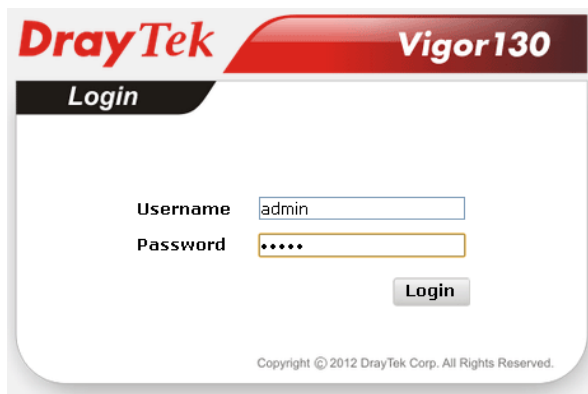 DrayTek Vigor130
Login
Username admin
Password •••••
Login
Copyright © 2012 DrayTek Corp. All Rights Reserved.